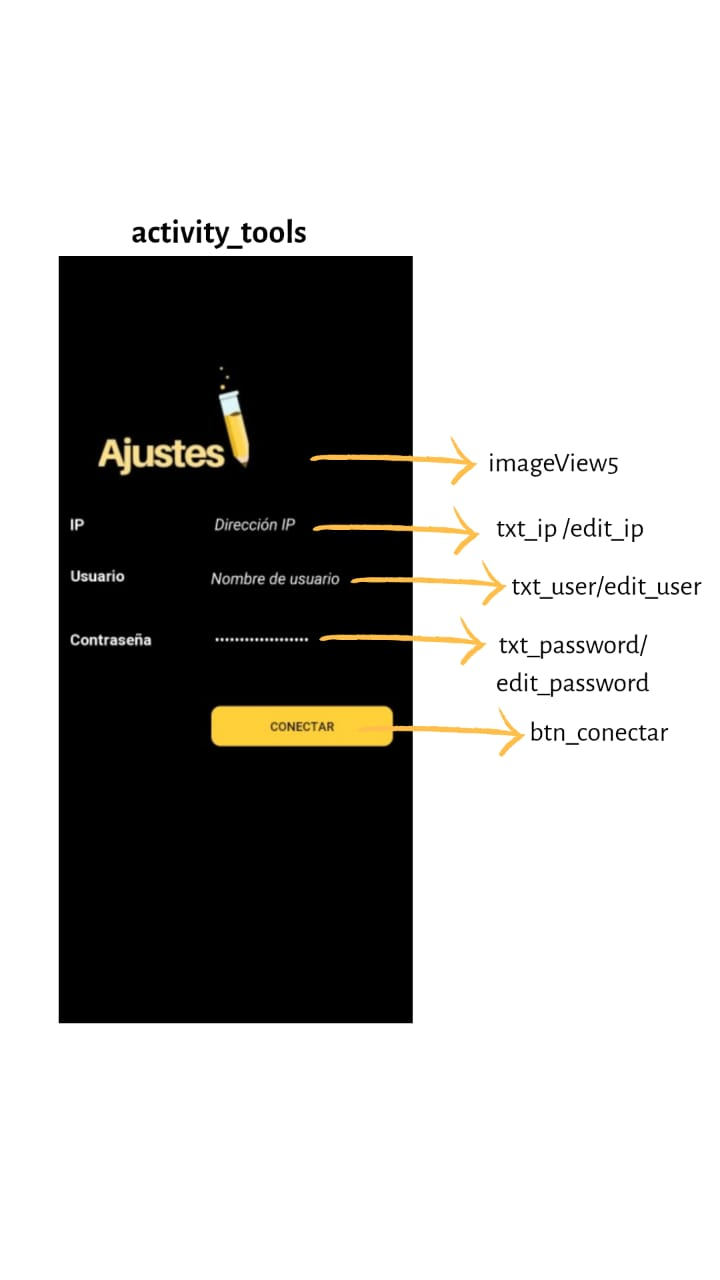 activity_tools
Ajustes
imageView5
IP
Dirección IP
txt_ip /edit_ip
Usuario
Nombre de usuario
txt_user/edit_user
Contraseña
•••••••••••••••••••
txt_password/
edit_password
CONECTAR
btn_conectar